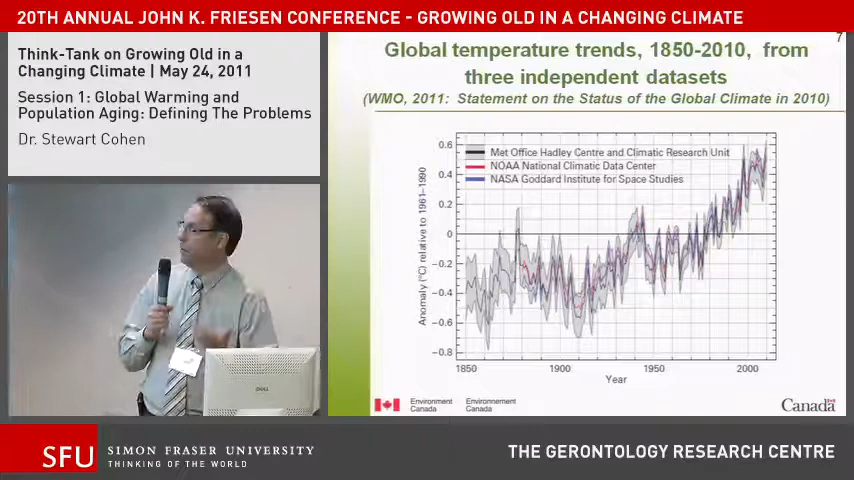 20TH ANNUAL JOHN K. FRIESEN CONFERENCE - GROWING OLD IN A CHANGING CLIMATE
Think-Tank on Growing Old in a
Changing Climate | May 24, 2011
Session 1: Global Warming and
Population Aging: Defining The Problems
Dr. Stewart Cohen
7
Global temperature trends, 1850-2010, from
three independent datasets
(WMO, 2011: Statement on the Status of the Global Climate in 2010)
Met Office Hadley Centre and Climatic Research Unit
NOAA National Climatic Data Center
NASA Goddard Institute for Space Studies
Anomaly (°C) relative to 1961–1990
0.6
0.4
0.2
0
−0.2
−0.4
−0.6
−0.8
1850
1900
1950
2000
Year
Environment
Canada
Environnement
Canada
Canada
DELL
SFU
SIMON FRASER UNIVERSITY
THINKING OF THE WORLD
THE GERONTOLOGY RESEARCH CENTRE